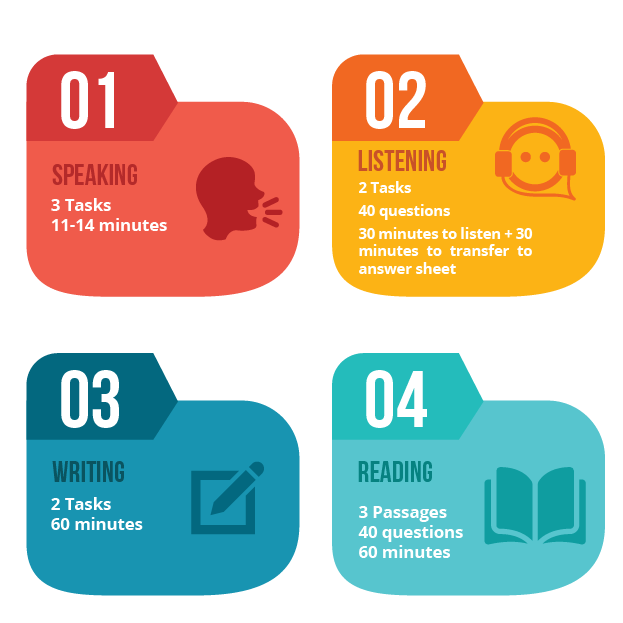 01
SPEAKING
3 Tasks
11-14 minutes
02
LISTENING
2 Tasks
40 questions
30 minutes to listen + 30
minutes to transfer to
answer sheet
03
WRITING
2 Tasks
60 minutes
04
READING
3 Passages
40 questions
60 minutes